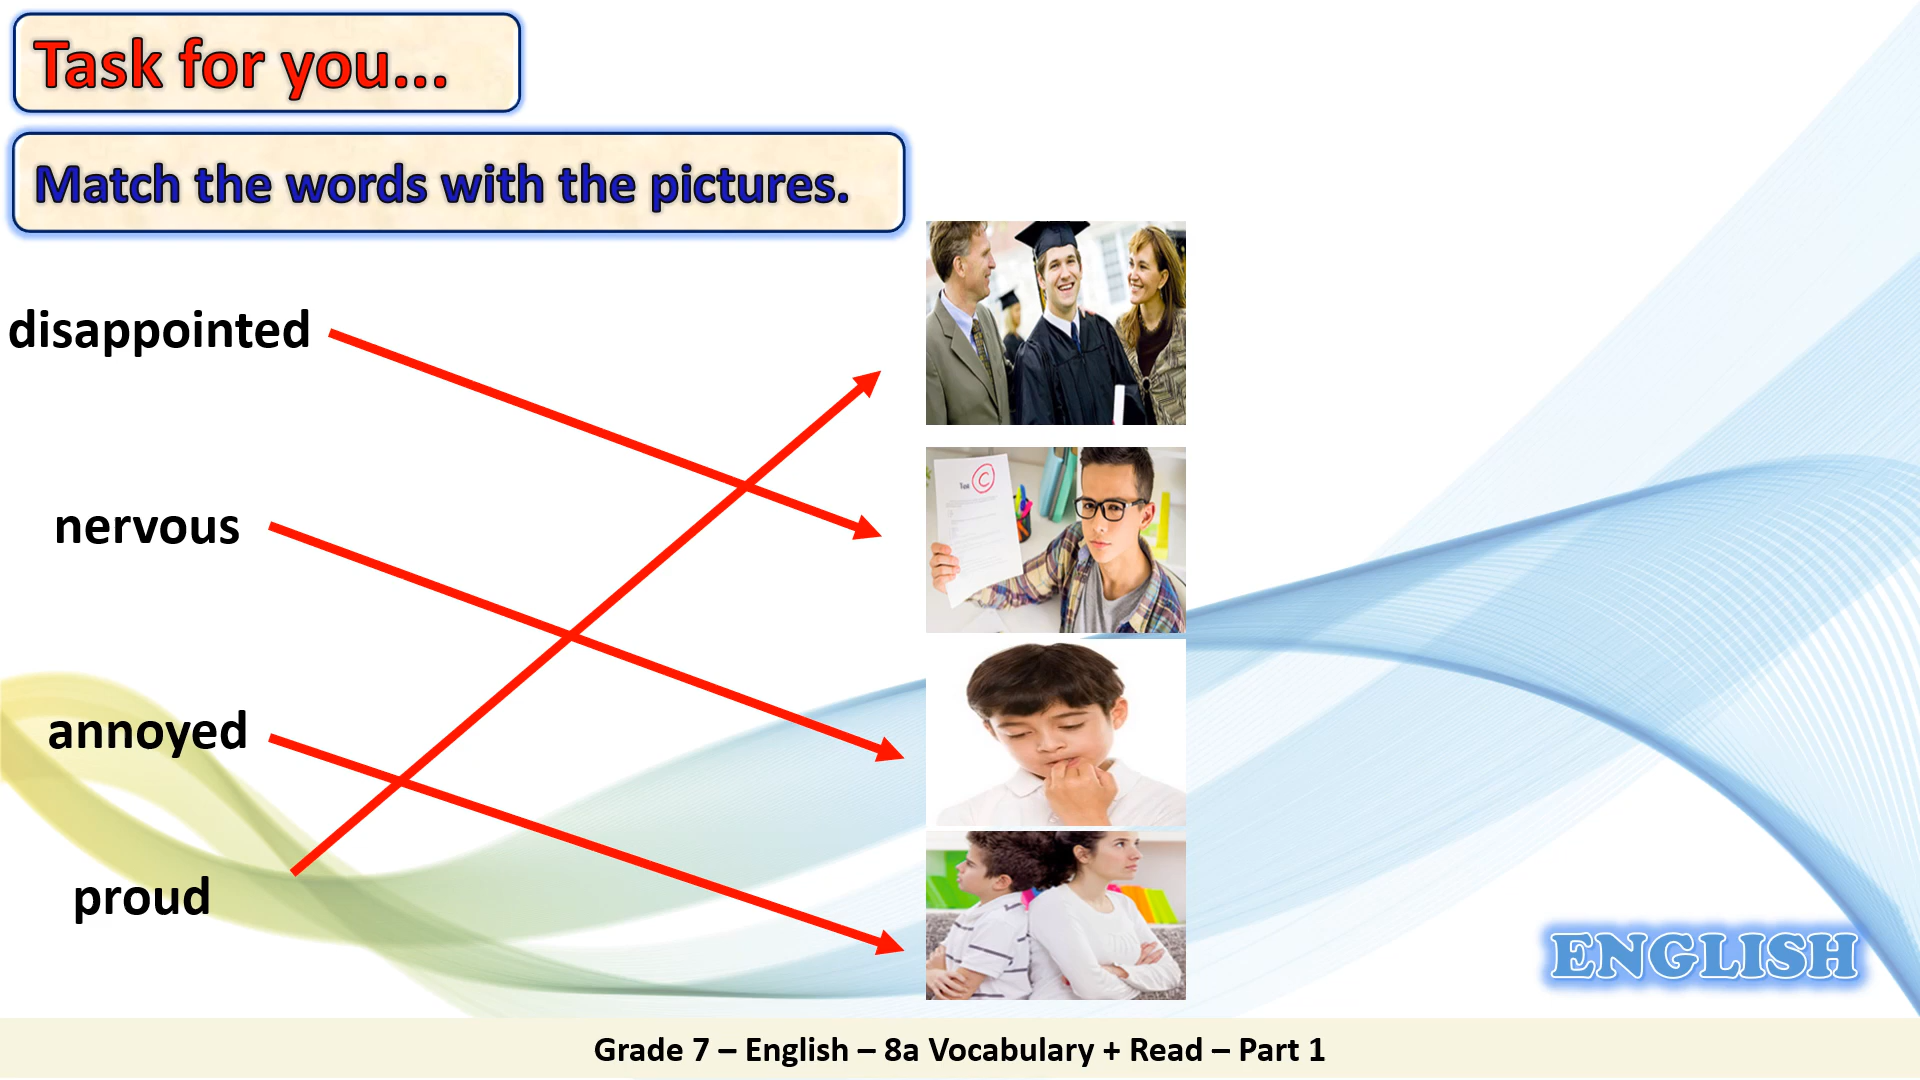 Task for you...
Match the words with the pictures.
disappointed
nervous
annoyed
proud
Test C
ENGLISH
Grade 7 – English – 8a Vocabulary + Read – Part 1